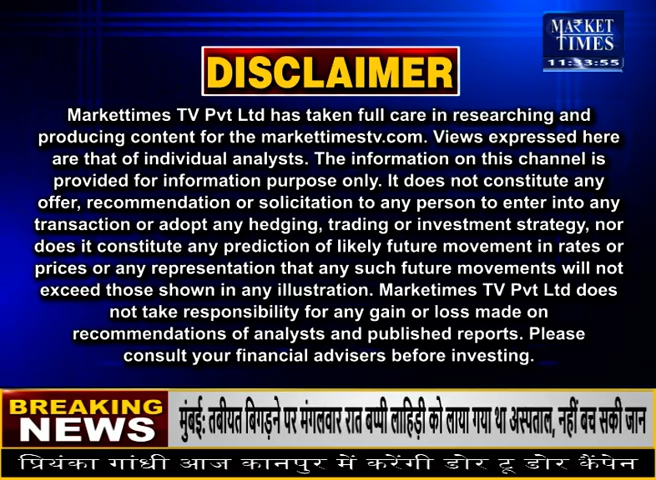 MARKET
TIMES
11:33:55
DISCLAIMER
Markettimes TV Pvt Ltd has taken full care in researching and
producing content for the markettimestv.com. Views expressed here
are that of individual analysts. The information on this channel is
provided for information purpose only. It does not constitute any
offer, recommendation or solicitation to any person to enter into any
transaction or adopt any hedging, trading or investment strategy, nor
does it constitute any prediction of likely future movement in rates or
prices or any representation that any such future movements will not
exceed those shown in any illustration. Marketimes TV Pvt Ltd does
not take responsibility for any gain or loss made on
recommendations of analysts and published reports. Please
consult your financial advisers before investing.
BREAKING
NEWS
मुंबई: तबीयत बिगड़ने पर मंगलवार रात बप्पी लाहिड़ी को लाया गया था अस्पताल, नहीं बच सकी जान
प्रियंका गांधी आज कानपुर में करेंगी डोर टू डोर कैंपेन